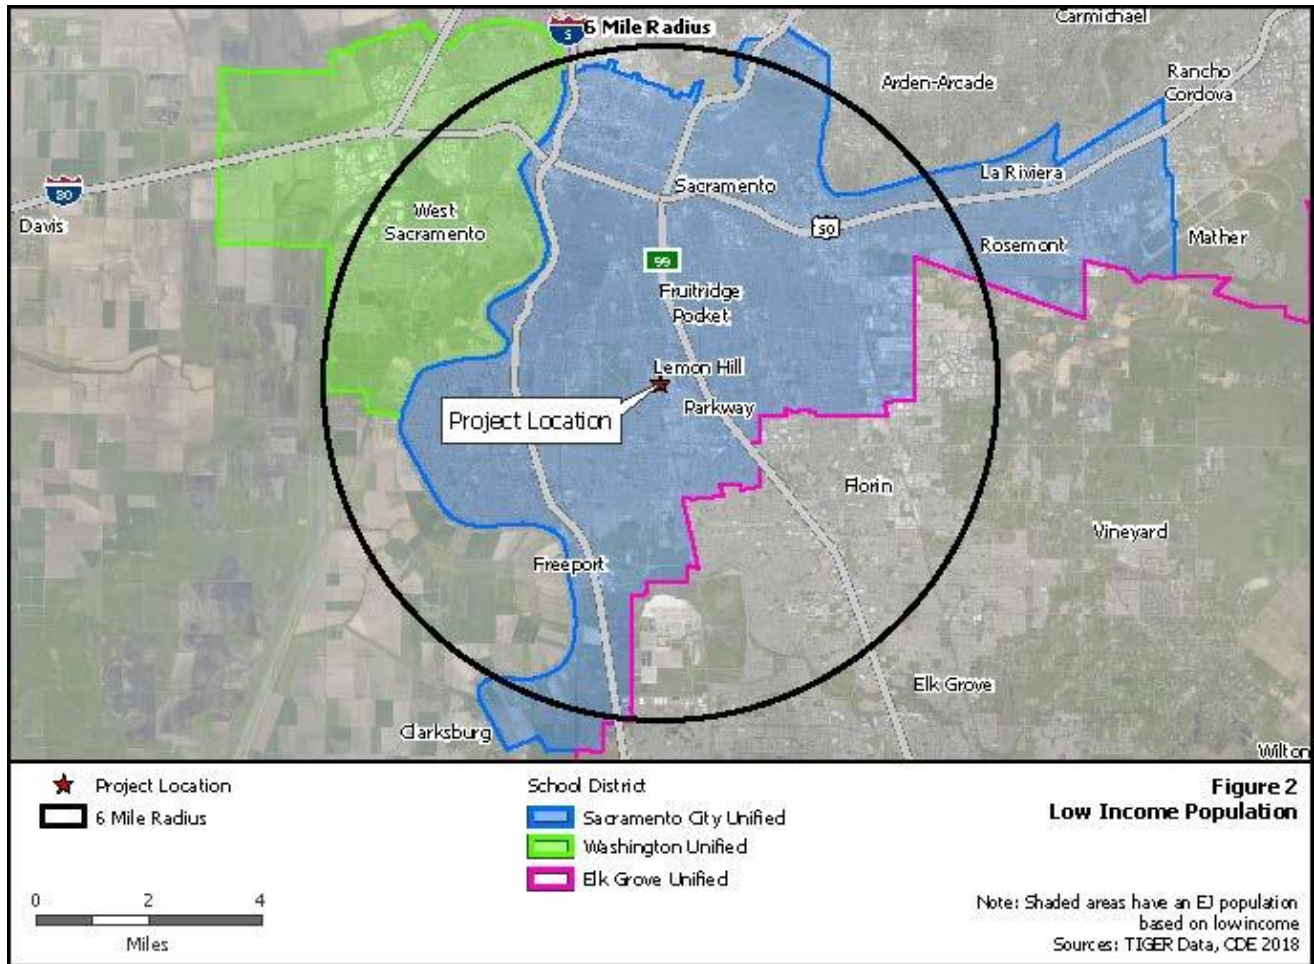 Carmichael
5
6 Mile Radius
Arden-Arcade
Rancho
Cordova
80
Davis
West
Sacramento
Sacramento
La Riviera
50
Rosemont
Mather
99
Fruitridge
Pocket
Lemon Hill
Project Location
Parkway
Florin
Vineyard
Freeport
Elk Grove
Clarksburg
Wilton
Project Location
6 Mile Radius
0 2 4
Miles
School District
Sacramento City Unified
Washington Unified
Elk Grove Unified
Figure 2
Low Income Population
Note: Shaded areas have an EJ population
based on lowincome
Sources: TIGER Data, CDE 2018